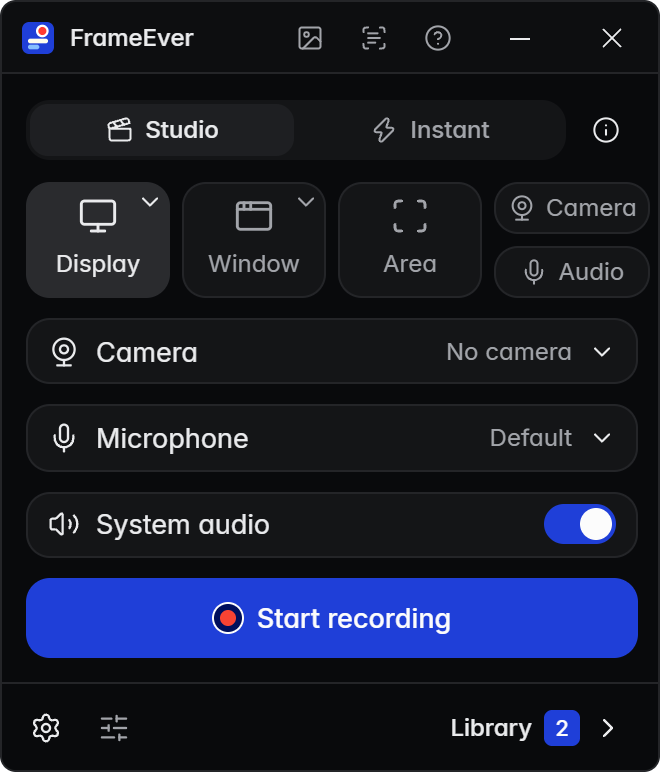 FrameEver
Studio
Instant
Display
Window
Area
Camera
Audio
Camera
No camera
Microphone
Default
System audio
Start recording
Library 2